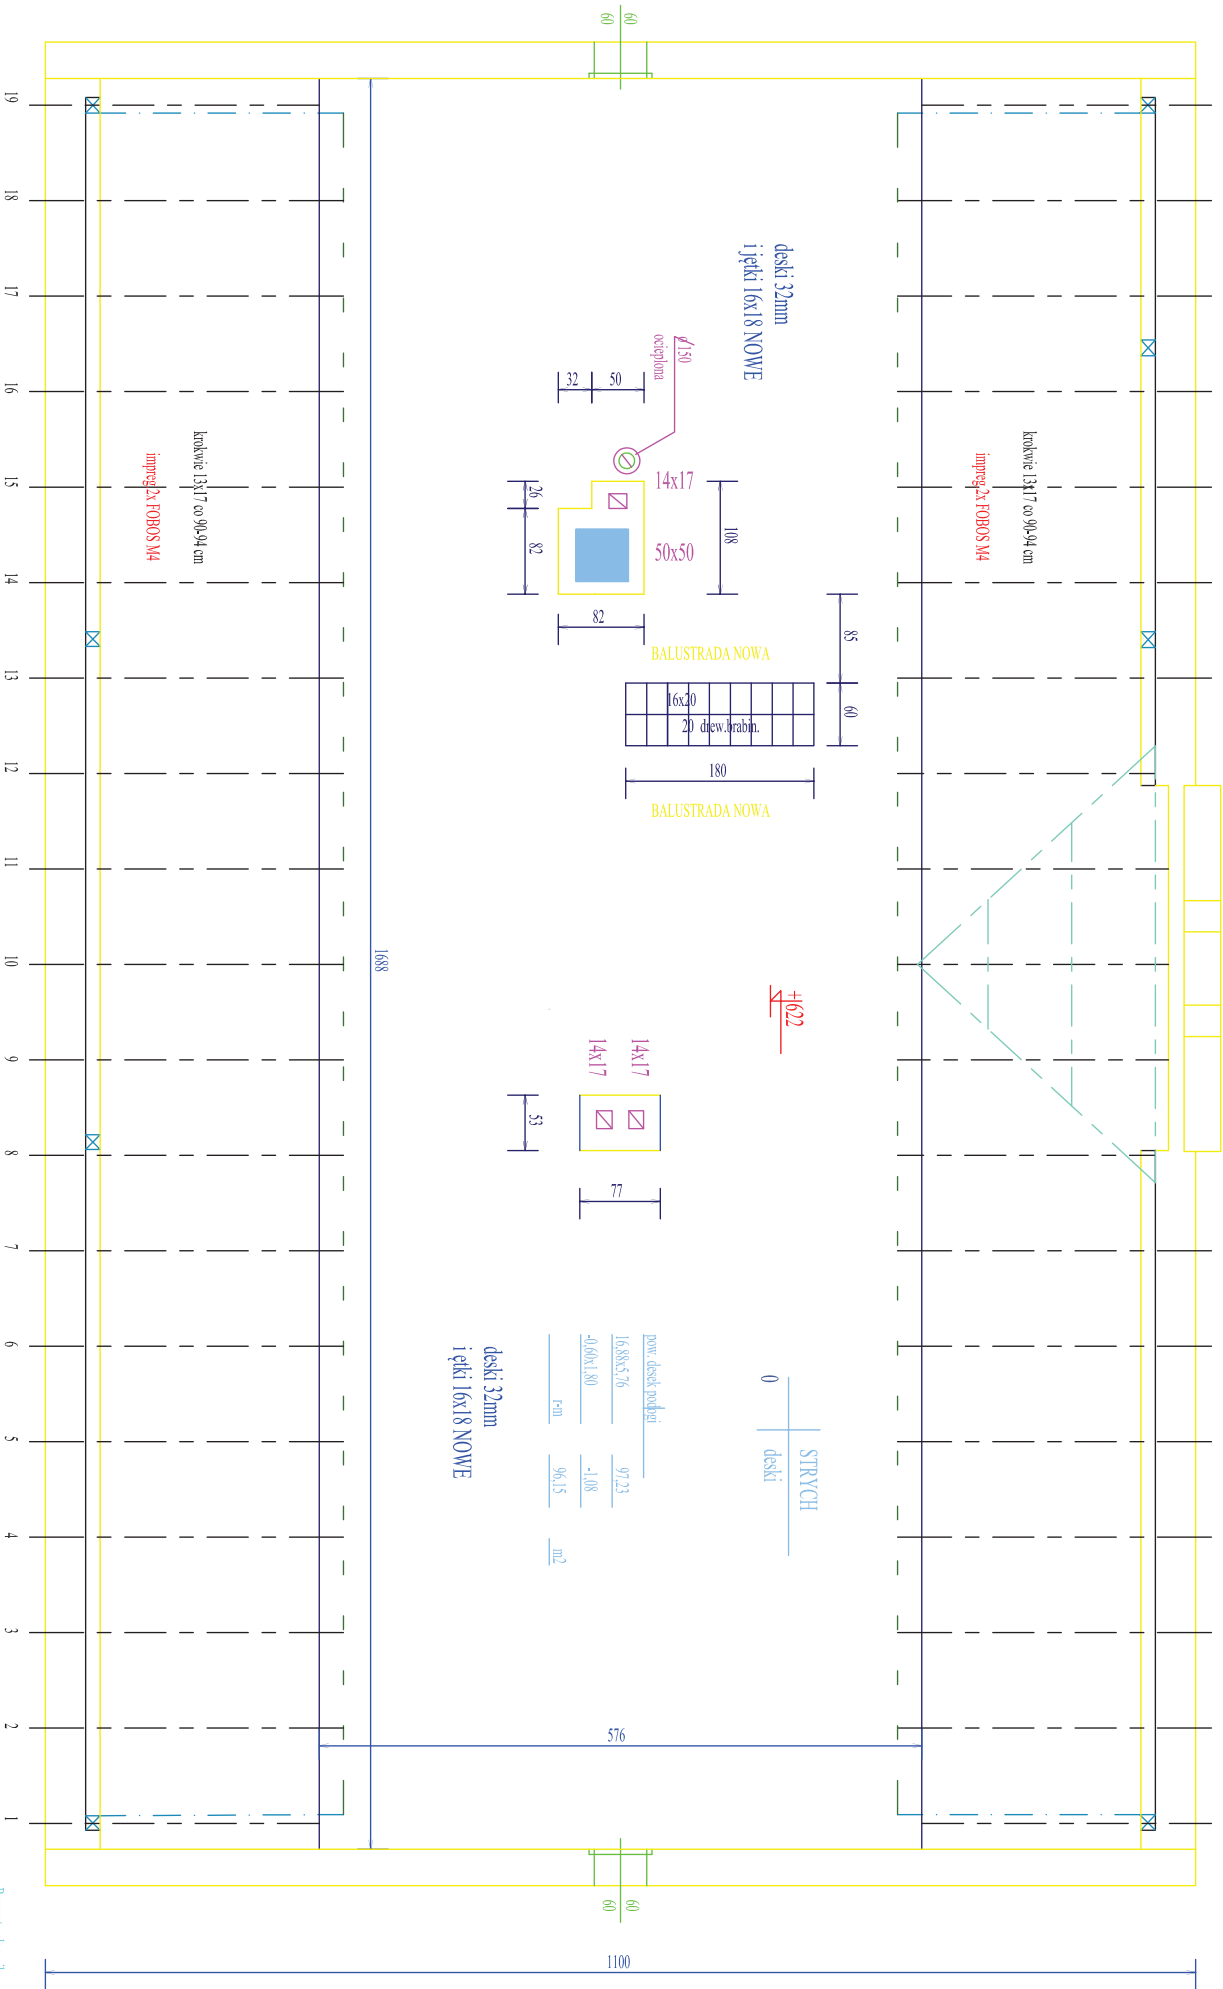 60
60
19
18
17
16
15
14
13
12
11
10
9
8
7
6
5
4
3
2
1
deski 32mm
i jętki 16x18 NOWE
ø150
ocieplona
32
50
14x17
50x50
26
82
108
82
85
60
BALUSTRADA NOWA
16x20
20 drew.hrabin.
180
BALUSTRADA NOWA
krokwie 13x17 co 90-94 cm
impreg 2x FOBOS M4
krokwie 13x17 co 90-94 cm
impreg 2x FOBOS M4
1688
+1622
14x17
14x17
53
77
deski 32mm
i ętki 16x18 NOWE
pow. desek podłogi
16,88x5,76 97,23
-0,60x1,80 -1,08
r-m 96,15 m2
0
STRYCH
deski
576
60
60
1100